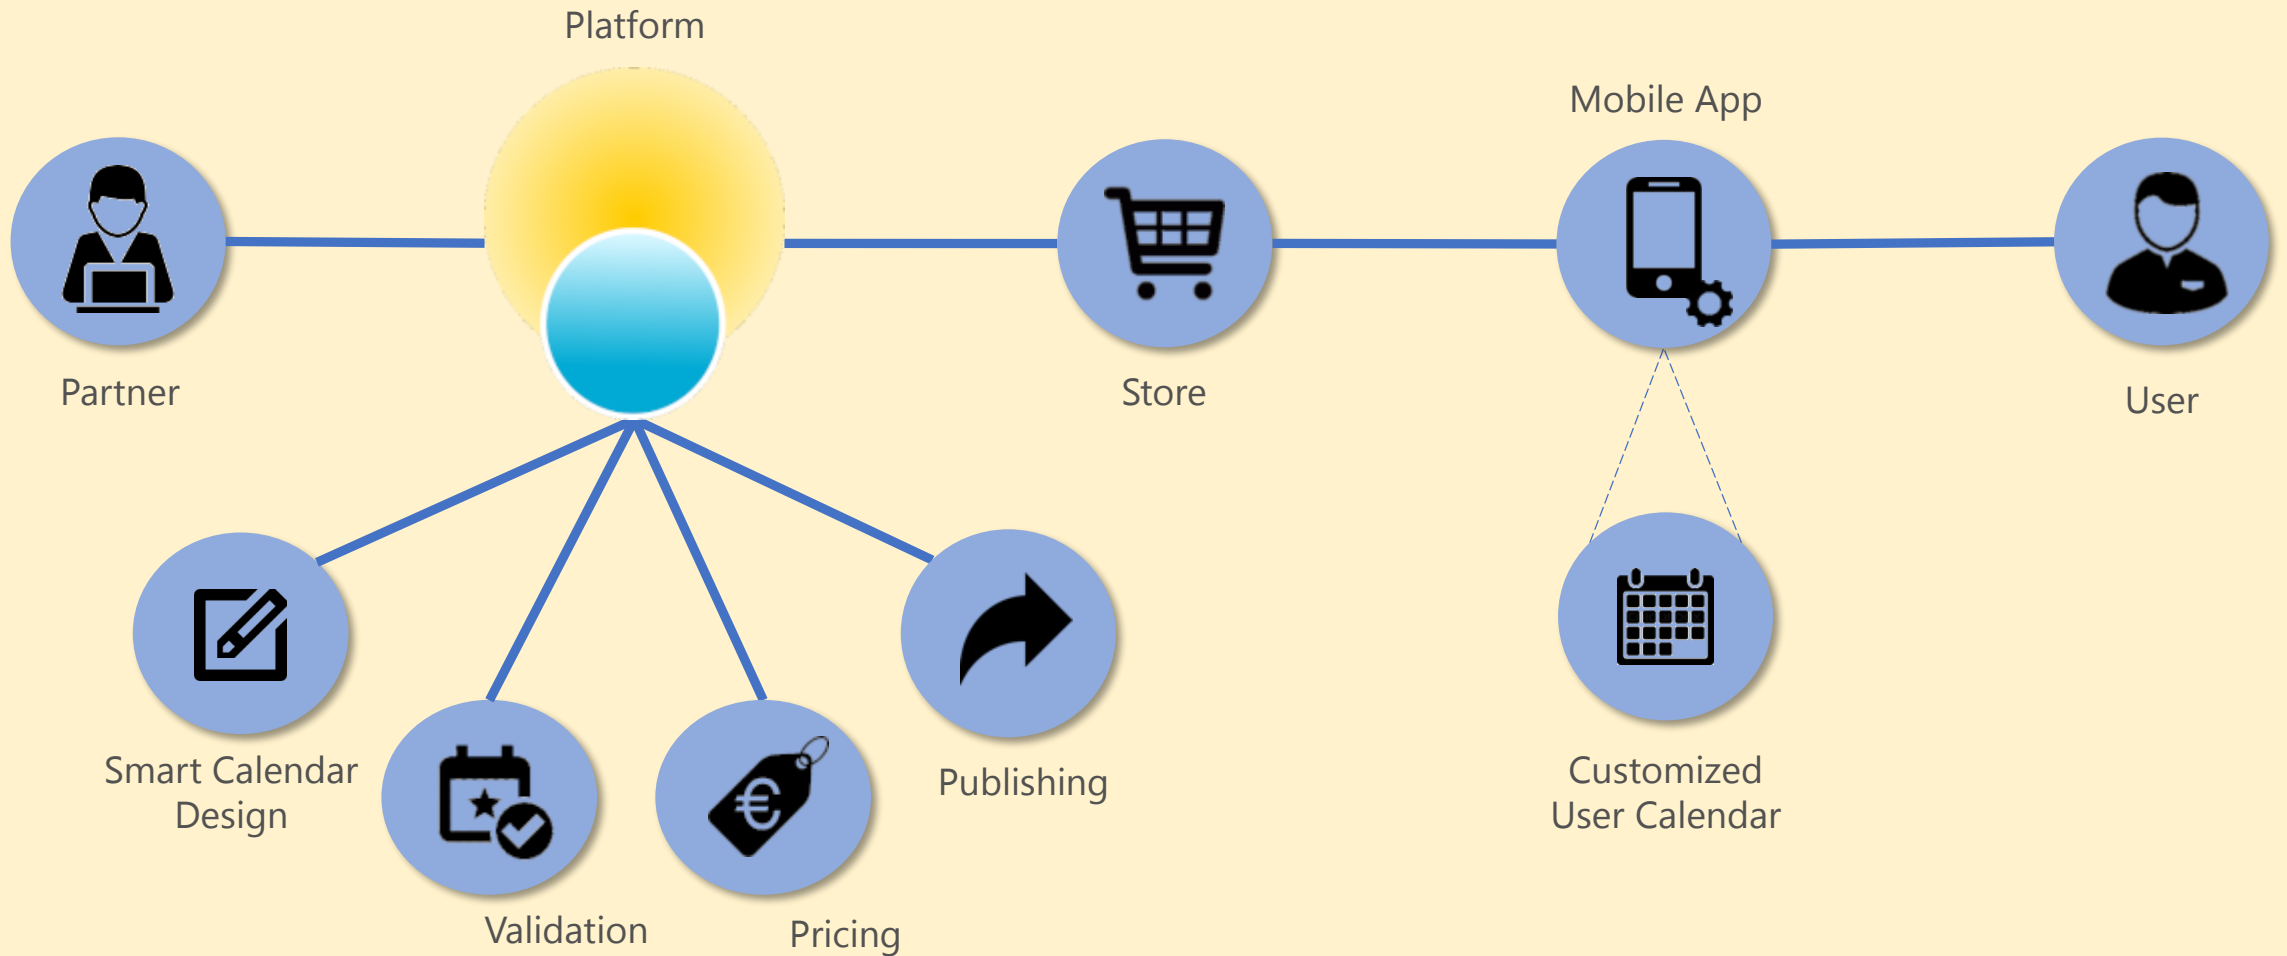 Platform
Mobile App
Partner
Store
User
Smart Calendar
Design
Validation
Pricing
Publishing
Customized
User Calendar
€